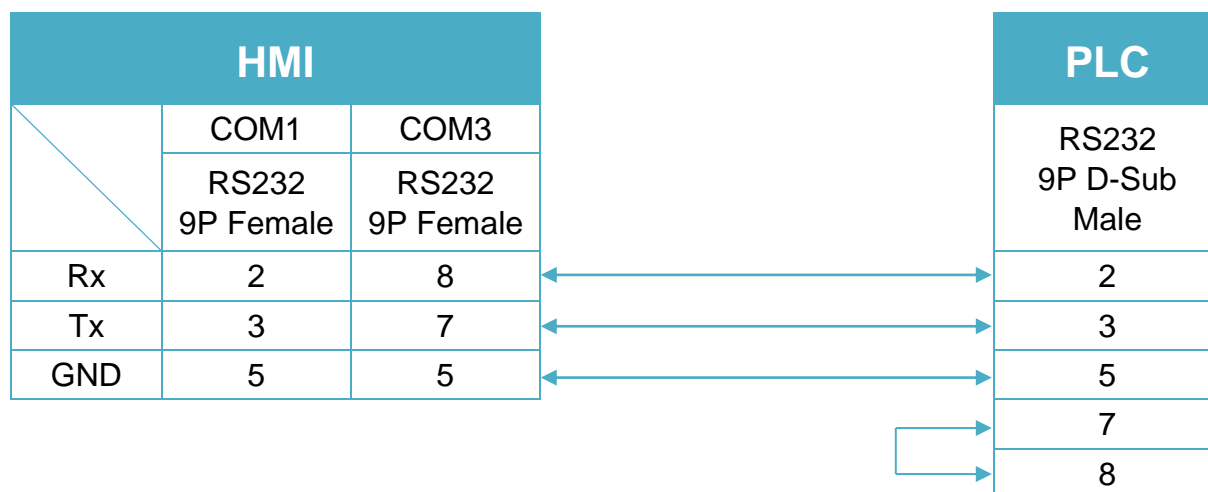 HMI
PLC
COM1 COM3
RS232
9P Female
RS232
9P Female
RS232
9P D-Sub
Male
Rx 2 8 2
Tx 3 7 3
GND 5 5 5
7
8